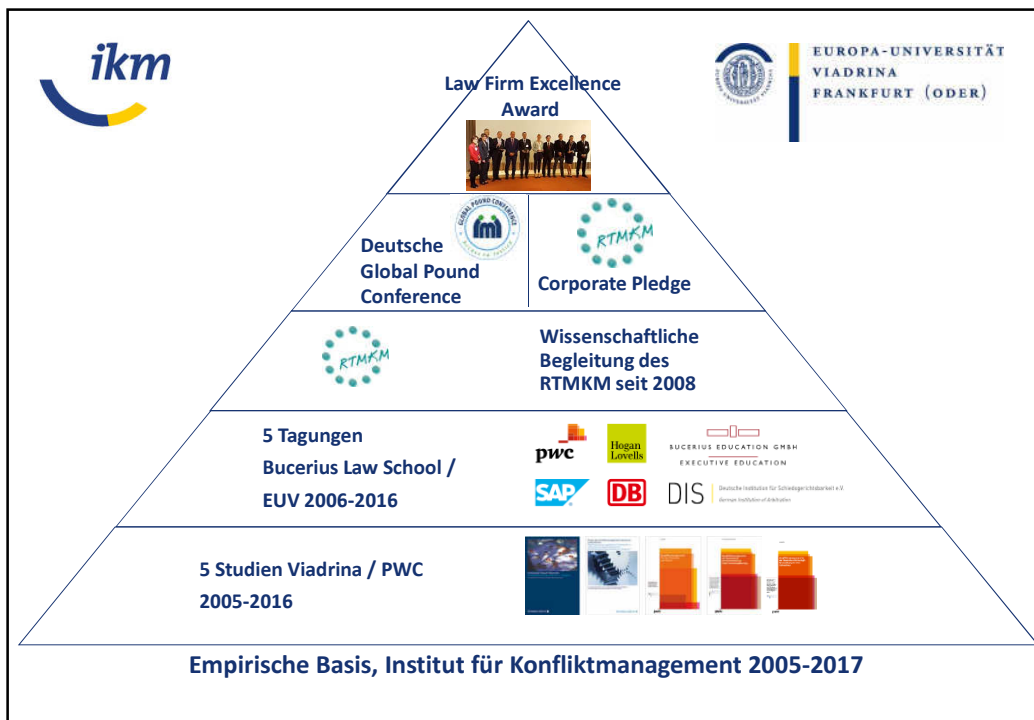 ikm
EUROPA-UNIVERSITÄT
VIADRINA
FRANKFURT (ODER)
Law Firm Excellence
Award
GLOBAL POUND CONFERENCE
imi
Deutsche
Global Pound
Conference
RTMKM
Corporate Pledge
RTMKM
Wissenschaftliche
Begleitung des
RTMKM seit 2008
5 Tagungen
Bucerius Law School /
EUV 2006-2016
pwc
Hogan
Lovells
BUCERIUS EDUCATION GMBH
EXECUTIVE EDUCATION
SAP
DB
DIS
Deutsche Institution für Schiedsgerichtsbarkeit e.V.
German Institution of Arbitration
5 Studien Viadrina / PWC
2005-2016
Empirische Basis, Institut für Konfliktmanagement 2005-2017